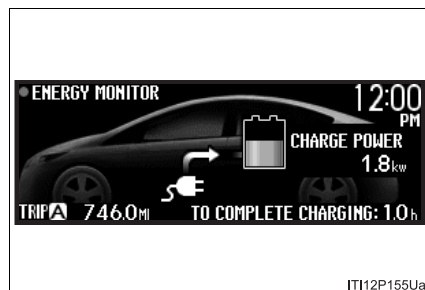 ENERGY MONITOR
12:00
PM
CHARGE POWER
1.8kw
TRIP A 746.0MI
TO COMPLETE CHARGING: 1.0h
ITI12P155Ua